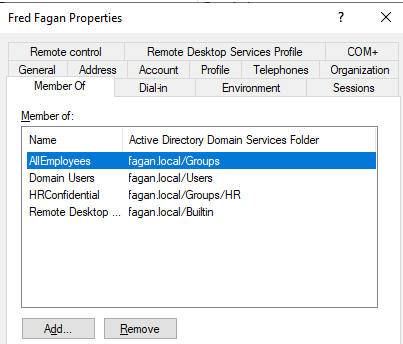 Fred Fagan Properties ? ×
Remote control Remote Desktop Services Profile COM+
General Address Account Profile Telephones Organization
Member Of Dial-in Environment Sessions
Member of:
Name Active Directory Domain Services Folder
AllEmployees fagan.local/Groups
Domain Users fagan.local/Users
HRConfidential fagan.local/Groups/HR
Remote Desktop ... fagan.local/Builtin
Add... Remove